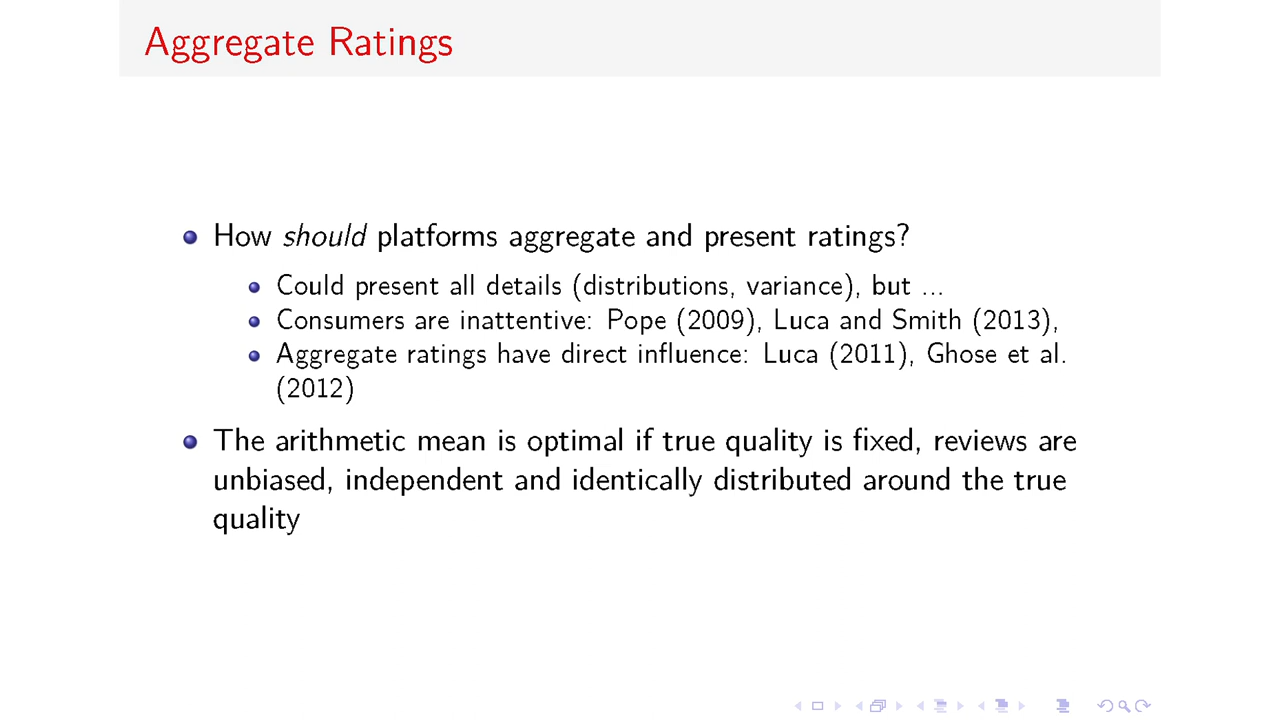 Aggregate Ratings
How should platforms aggregate and present ratings?
Could present all details (distributions, variance), but ...
Consumers are inattentive: Pope (2009), Luca and Smith (2013),
Aggregate ratings have direct influence: Luca (2011), Ghose et al.
(2012)
The arithmetic mean is optimal if true quality is fixed, reviews are
unbiased, independent and identically distributed around the true
quality